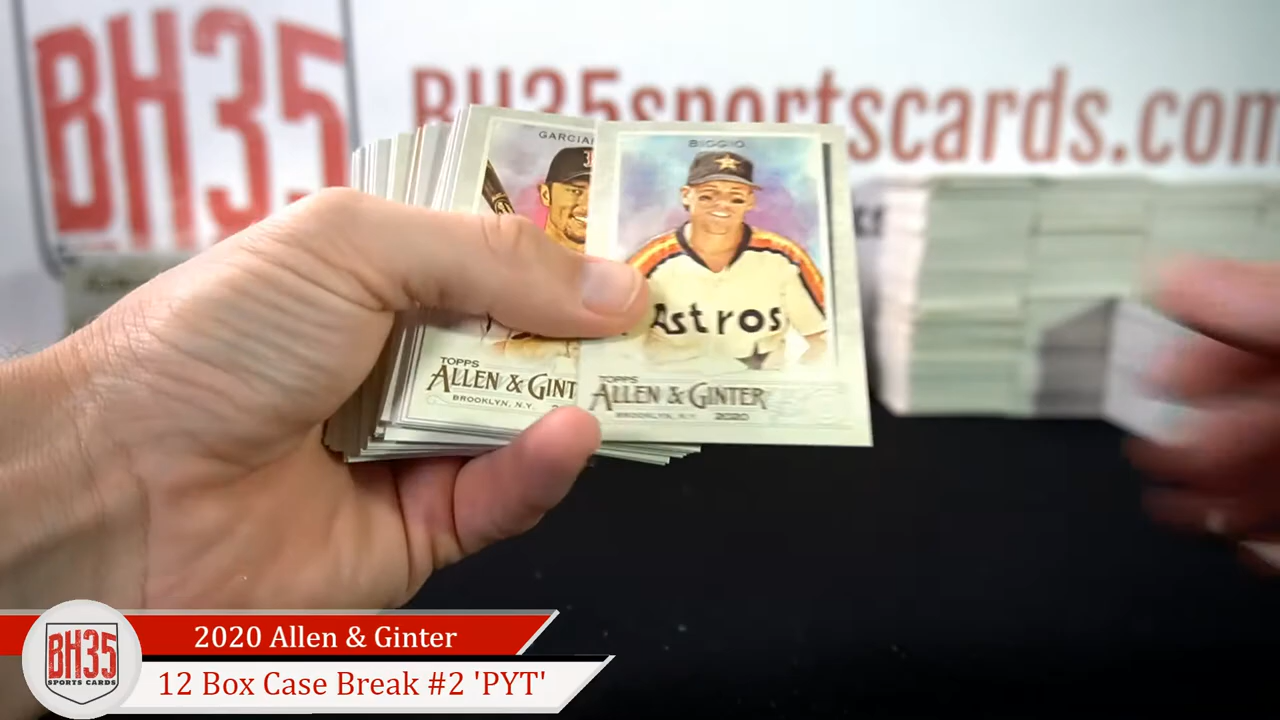 BH35
BH35sportscards.com
GARCIA
BIGGIO
Astros
TOPPS
ALLEN & GINT
BROOKLYN, N.Y.
TOPPS
ALLEN & GINTER
BROOKLYN, N.Y. 2020
BH35
SPORTS CARDS
2020 Allen & Ginter
12 Box Case Break #2 'PYT'